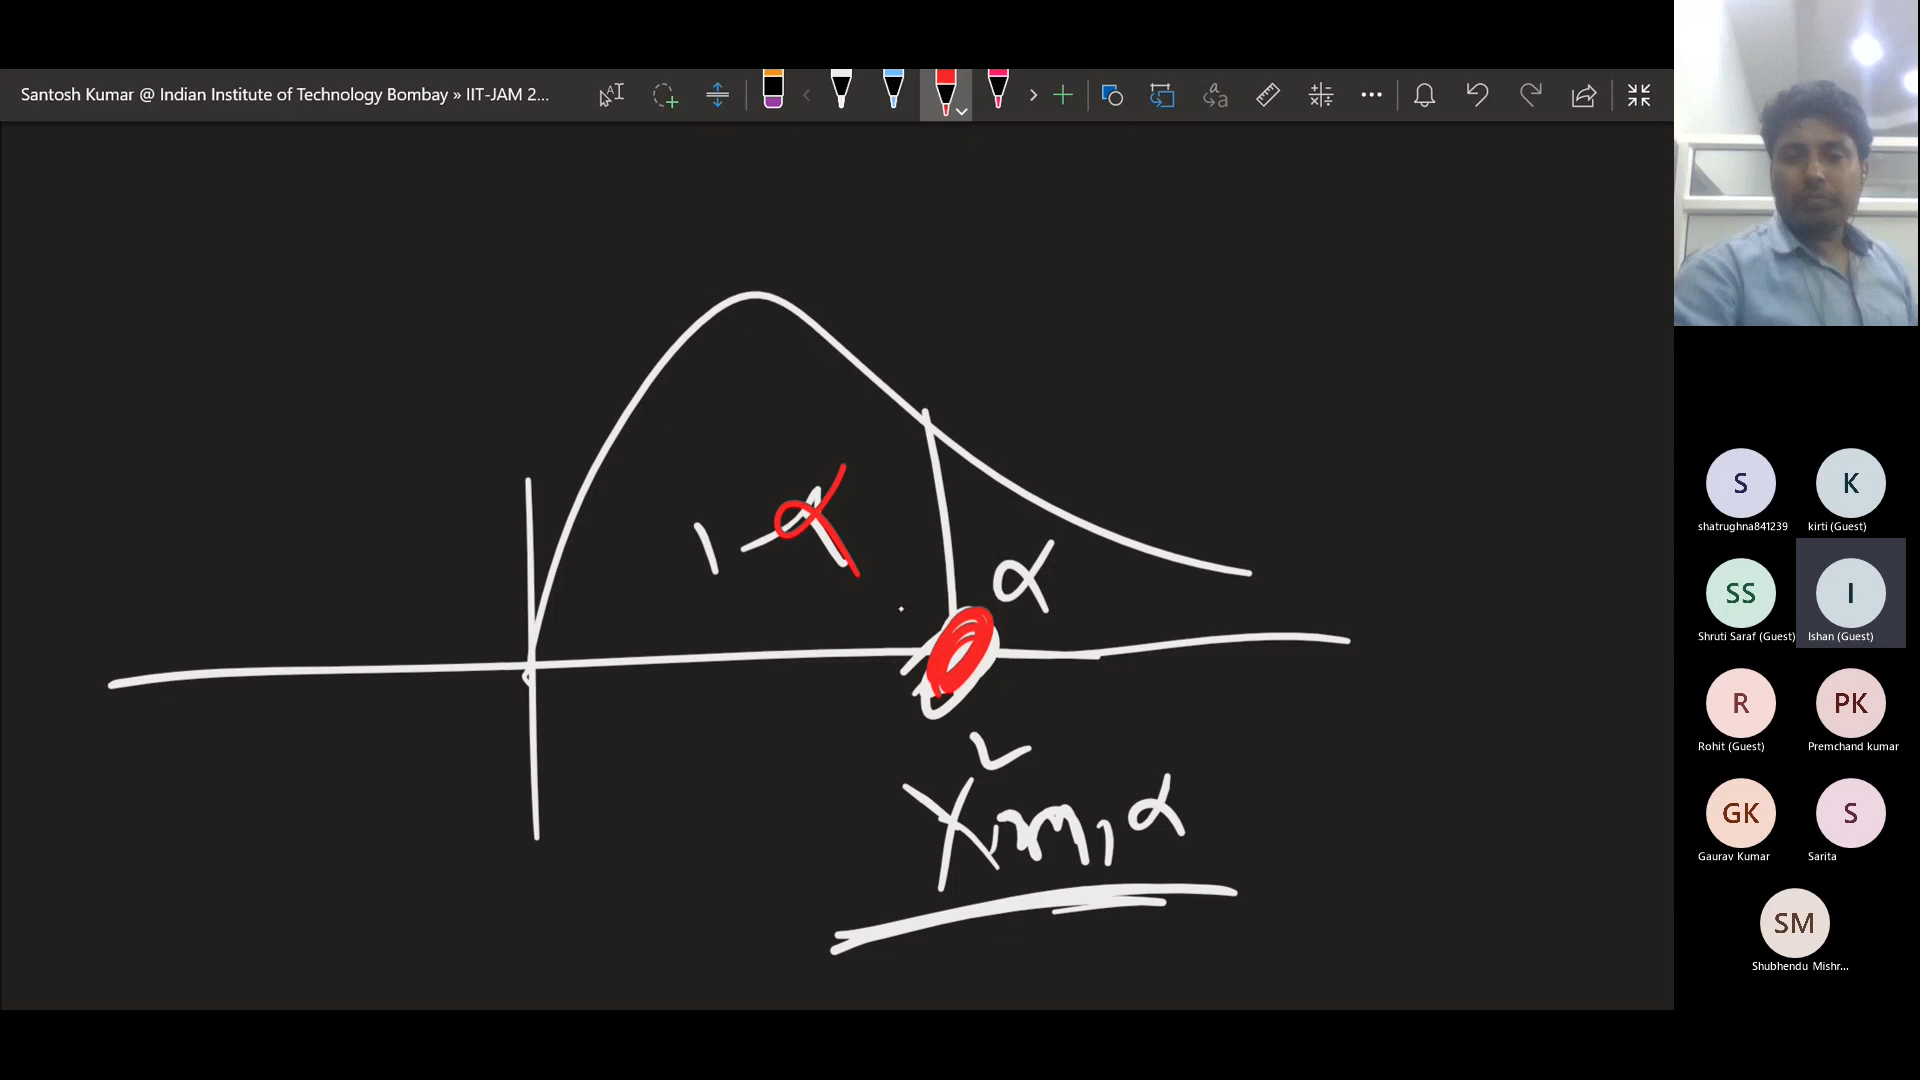 Santosh Kumar @ Indian Institute of Technology Bombay » IIT-JAM 2...
1-α
α
χ²m,α
S
K
shatrughna841239
kirti (Guest)
SS
I
Shruti Saraf (Guest)
Ishan (Guest)
R
PK
Rohit (Guest)
Premchand kumar
GK
S
Gaurav Kumar
Sarita
SM
Shubhendu Mishr...